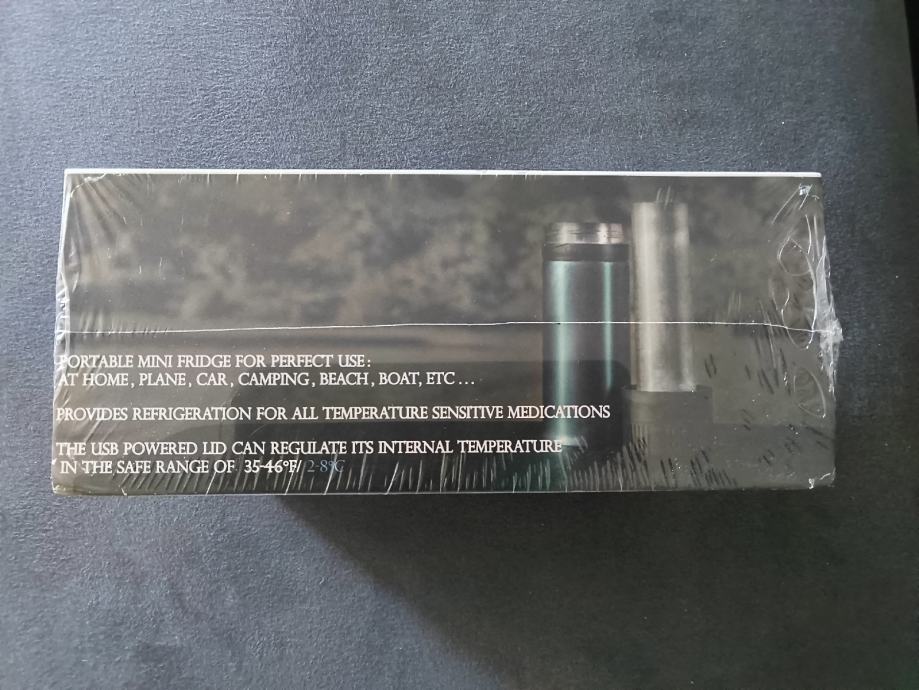 PORTABLE MINI FRIDGE FOR PERFECT USE :
AT HOME , PLANE , CAR , CAMPING , BEACH , BOAT, ETC ...
PROVIDES REFRIGERATION FOR ALL TEMPERATURE SENSITIVE MEDICATIONS
THE USB POWERED LID CAN REGULATE ITS INTERNAL TEMPERATURE
IN THE SAFE RANGE OF 35-46°F/ 2-8°C